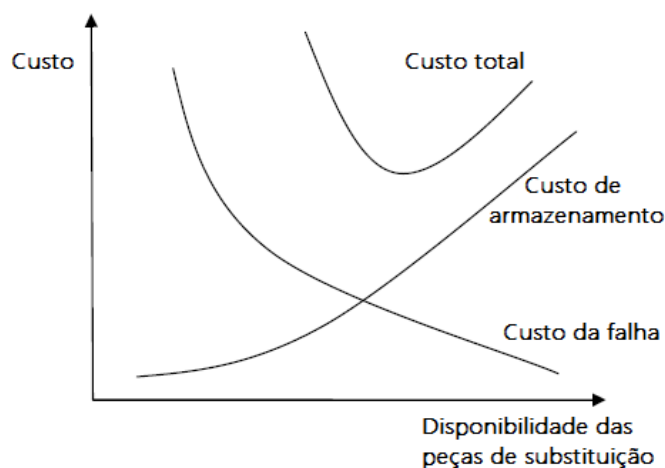 Custo
Custo total
Custo de
armazenamento
Custo da falha
Disponibilidade das
peças de substituição